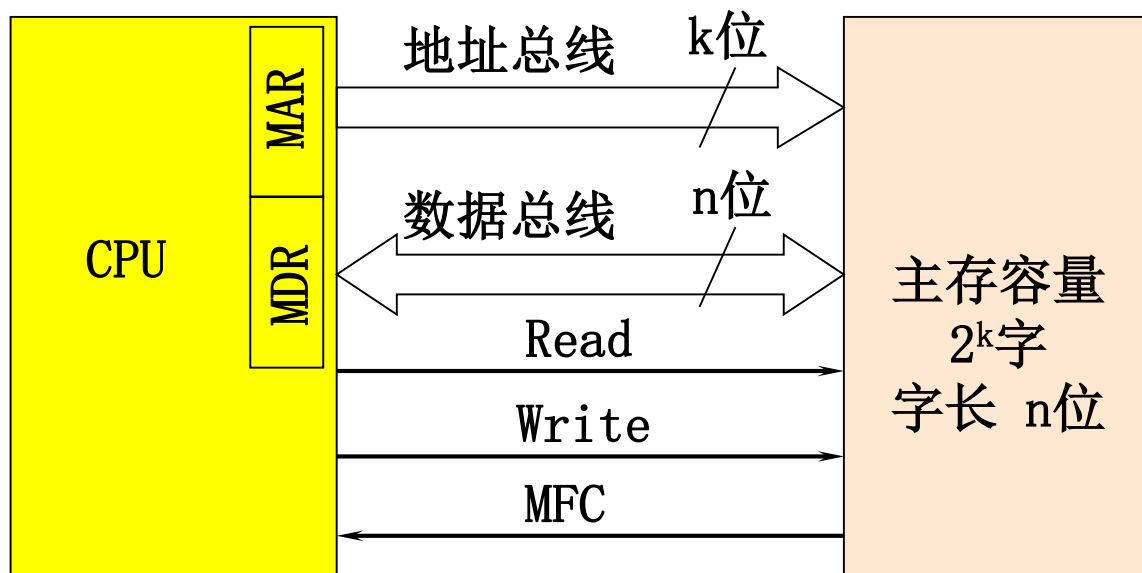 MAR
地址总线
k位
数据总线
n位
CPU
MDR
Read
Write
MFC
主存容量
2ᵏ字
字长 n位